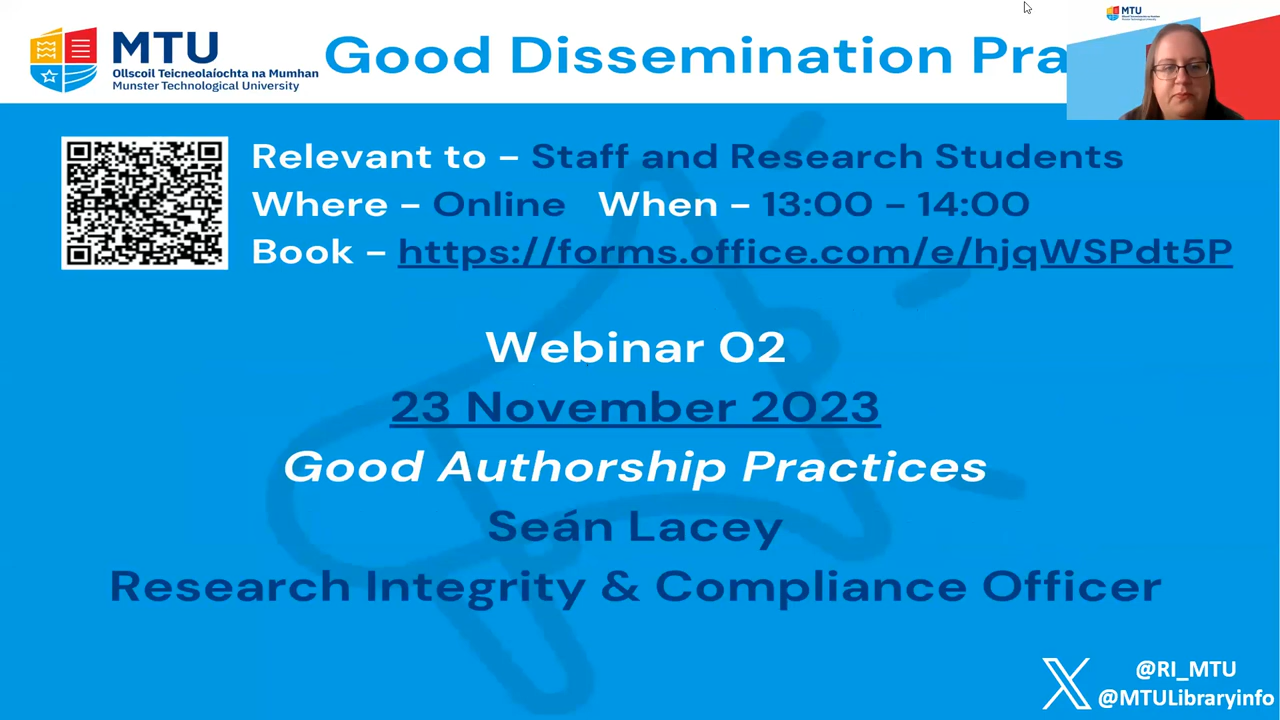 MTU
Ollscoil Teicneolaíochta na Mumhan
Munster Technological University
Good Dissemination Pra
MTU
Relevant to – Staff and Research Students
Where – Online When – 13:00 – 14:00
Book – https://forms.office.com/e/hjqWSPdt5P
Webinar 02
23 November 2023
Good Authorship Practices
Seán Lacey
Research Integrity & Compliance Officer
@RI_MTU
@MTULibraryinfo